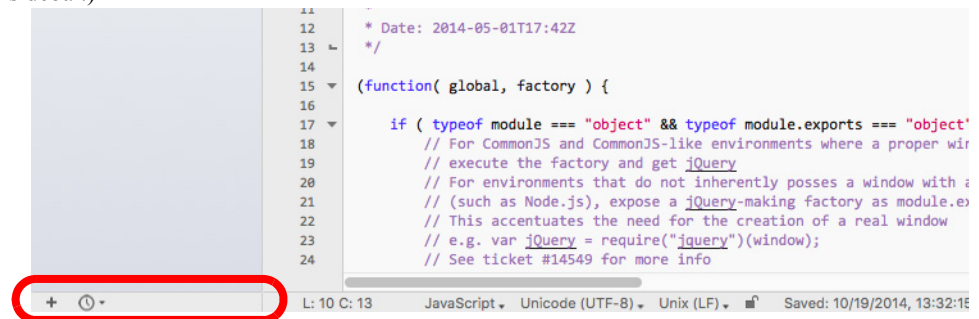 11 *
12 * Date: 2014-05-01T17:42Z
13 */
14
15 (function( global, factory ) {
16
17 if ( typeof module === "object" && typeof module.exports === "object"
18 // For CommonJS and CommonJS-like environments where a proper win
19 // execute the factory and get jQuery
20 // For environments that do not inherently posses a window with a
21 // (such as Node.js), expose a jQuery-making factory as module.ex
22 // This accentuates the need for the creation of a real window
23 // e.g. var jQuery = require("jquery")(window);
24 // See ticket #14549 for more info
+ L: 10 C: 13 JavaScript Unicode (UTF-8) Unix (LF) Saved: 10/19/2014, 13:32:15